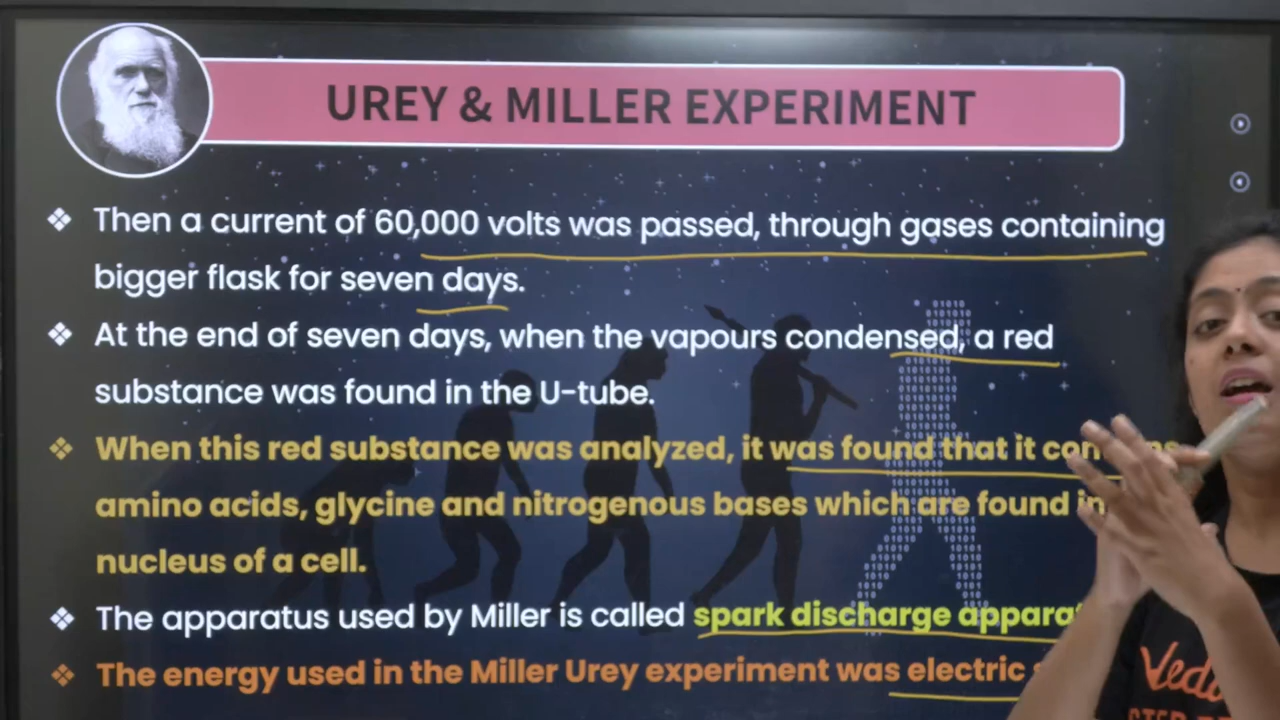 UREY & MILLER EXPERIMENT
❖ Then a current of 60,000 volts was passed, through gases containing
bigger flask for seven days.
❖ At the end of seven days, when the vapours condensed, a red
substance was found in the U-tube.
❖ When this red substance was analyzed, it was found that it
amino acids, glycine and nitrogenous bases which are found in
nucleus of a cell.
❖ The apparatus used by Miller is called spark discharge
❖ The energy used in the Miller Urey experiment was electric